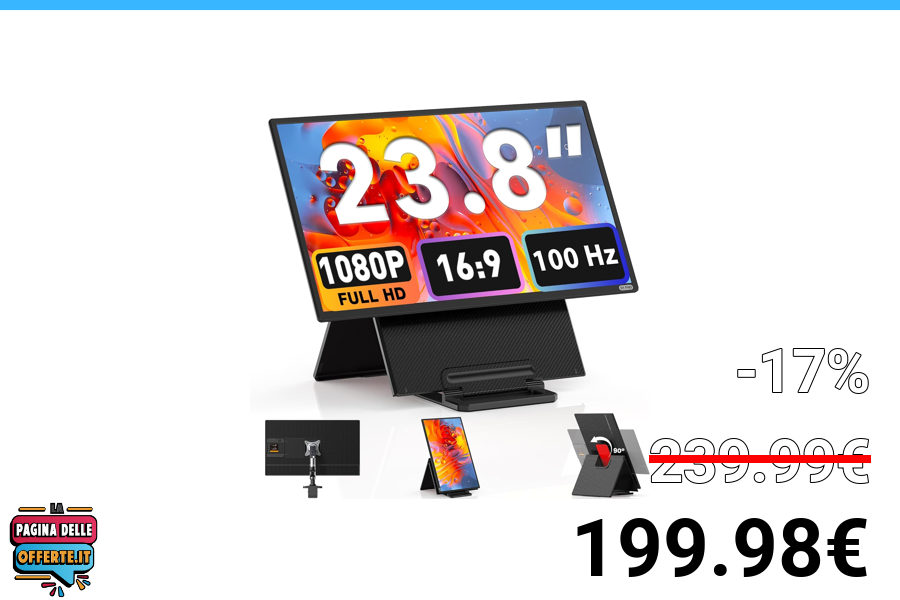 23.8"
1080P
FULL HD
16:9
100 Hz
-17%
90°
239.99€
199.98€
LA
PAGINA DELLE
OFFERTE.IT